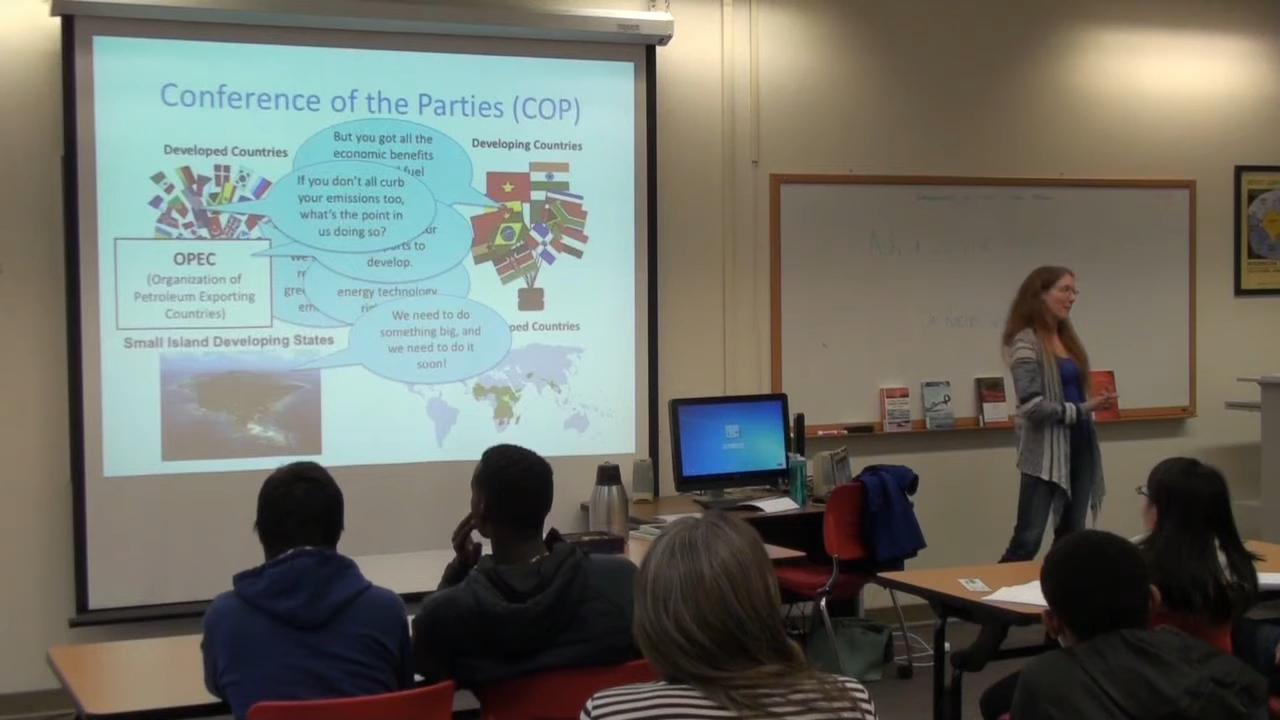 Conference of the Parties (COP)
Developed Countries
But you got all the
economic benefits
fuel
Developing Countries
If you don't all curb
your emissions too,
what's the point in
us doing so?
to
develop.
OPEC
(Organization of
Petroleum Exporting
Countries)
energy technology
We need to do
something big, and
we need to do it
soon!
Countries
Small Island Developing States